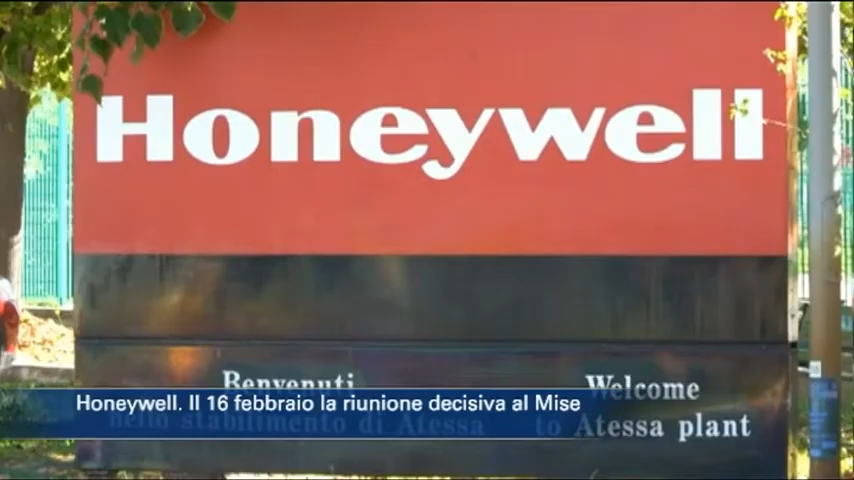 Honeywell
Benvenuti
nello stabilimento di Atessa
Welcome
to Atessa plant
Honeywell. Il 16 febbraio la riunione decisiva al Mise